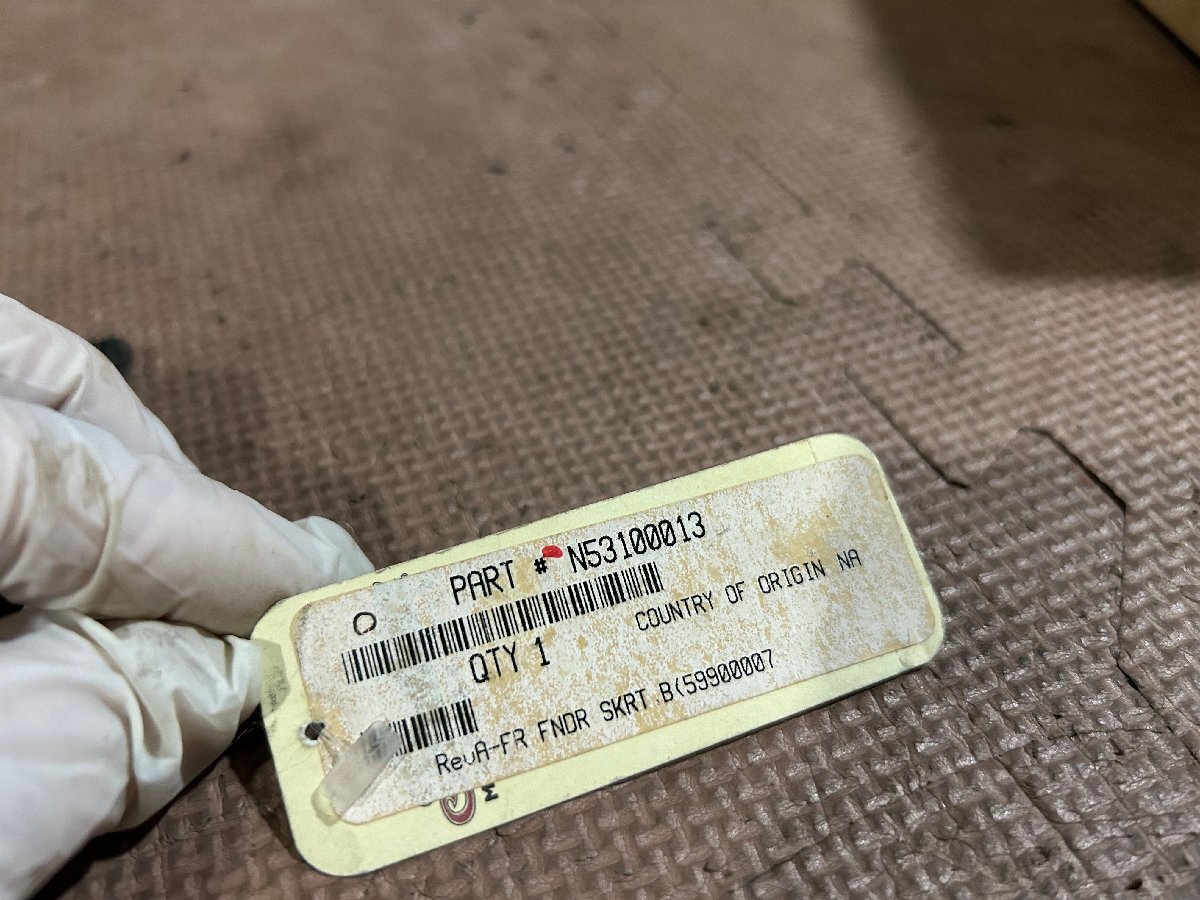 PART # N53100013
QTY 1
COUNTRY OF ORIGIN NA
RevA-FR FNDR SKRT B(59900007